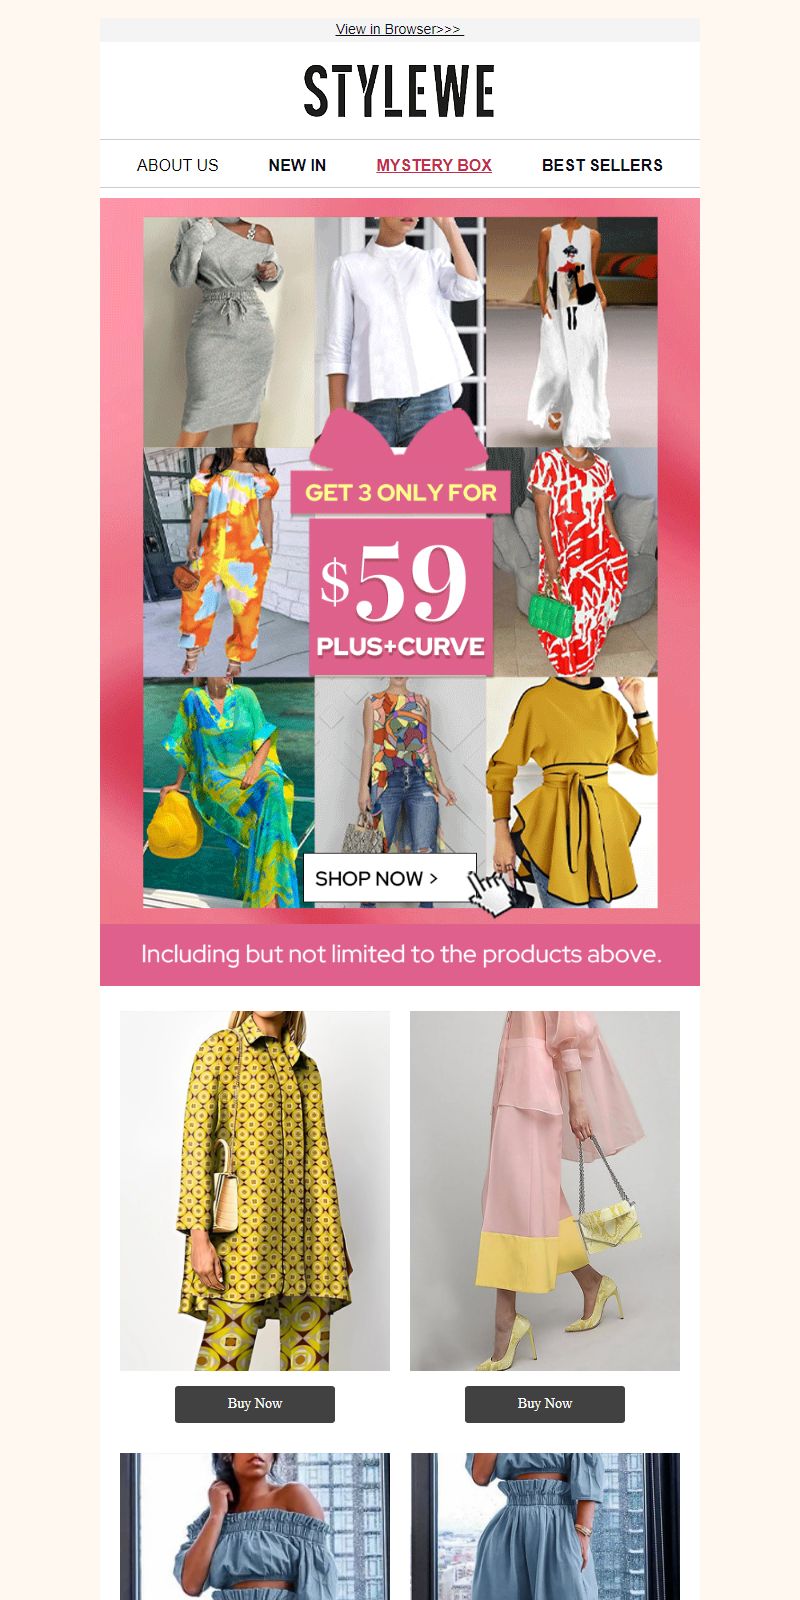 View in Browser>>>
STYLEWE
ABOUT US
NEW IN
MYSTERY BOX
BEST SELLERS
GET 3 ONLY FOR
$59
PLUS+CURVE
SHOP NOW >
Including but not limited to the products above.
Buy Now
Buy Now